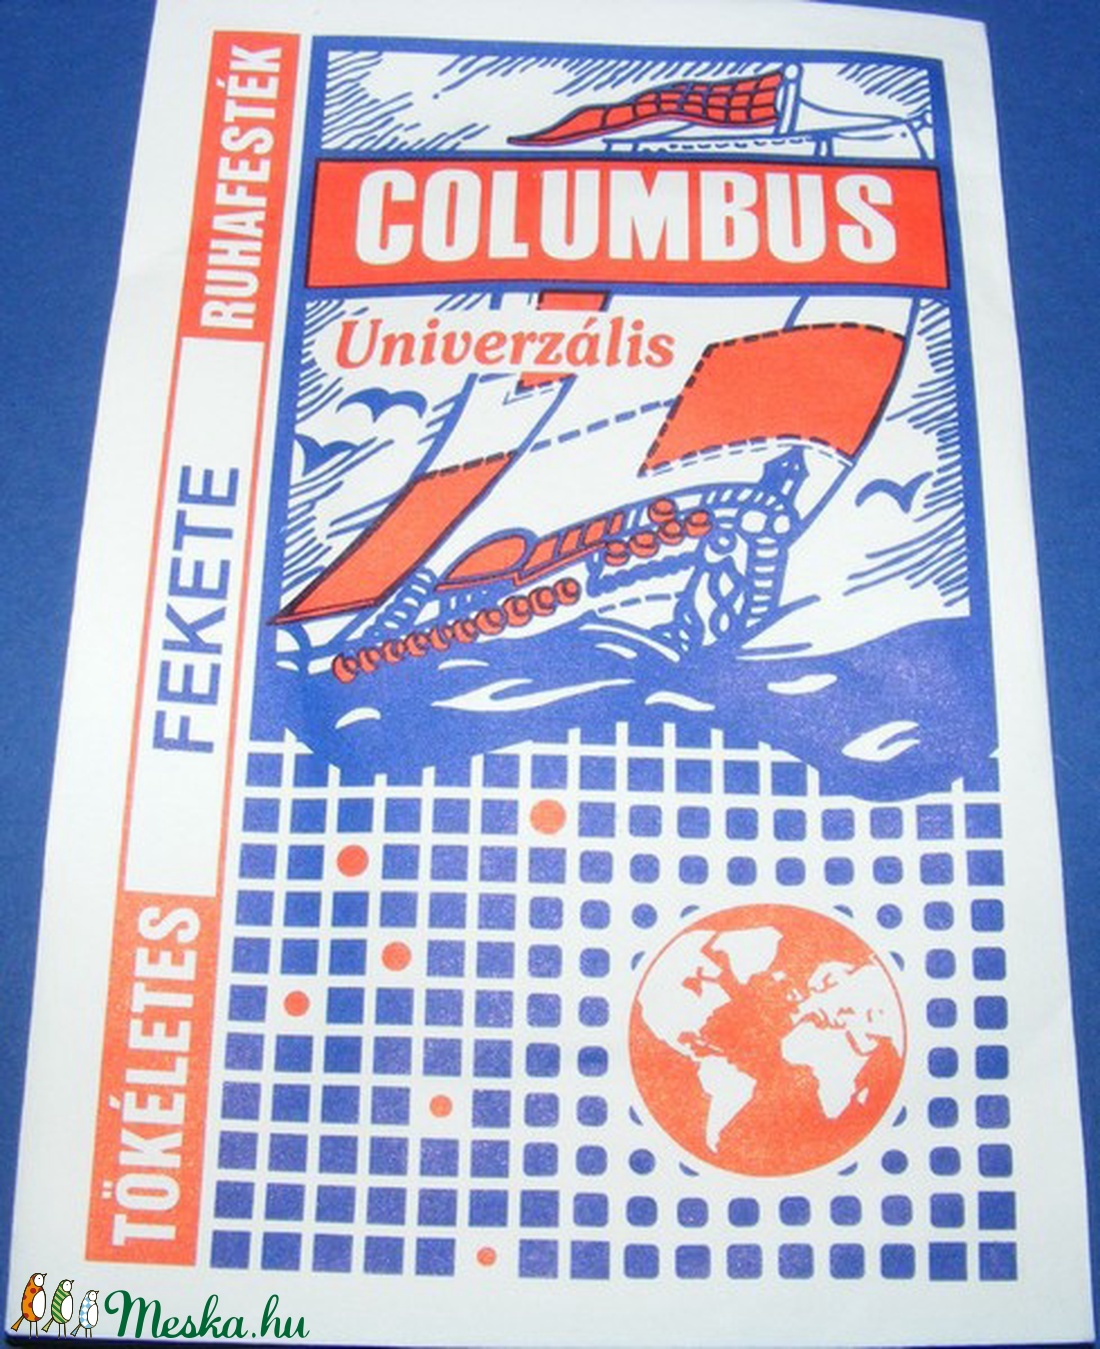 COLUMBUS
Univerzális
TÖKÉLETES
FEKETE
RUHAFESTÉK
Meska.hu